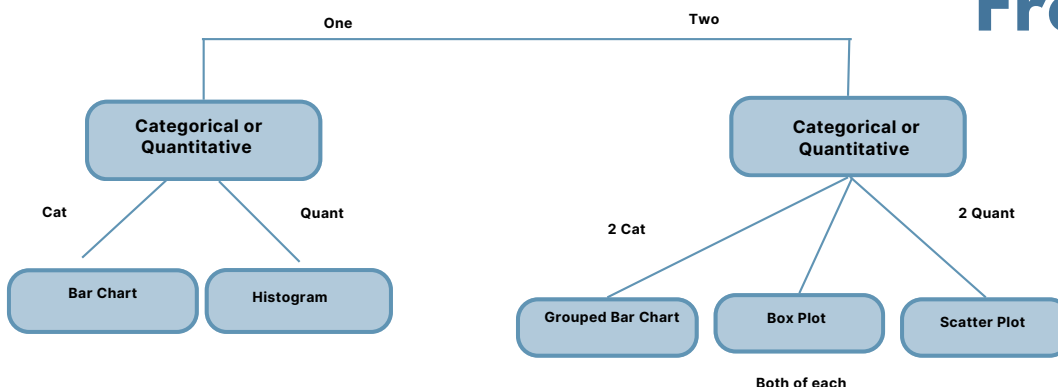 One
Two
Categorical or
Quantitative
Categorical or
Quantitative
Cat
Quant
2 Cat
2 Quant
Bar Chart
Histogram
Grouped Bar Chart
Box Plot
Scatter Plot
Both of each